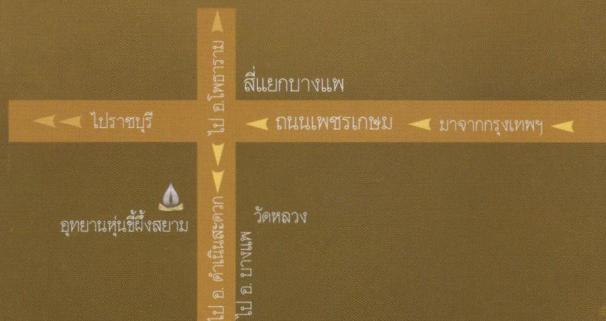 ไป อ.โพธาราม
สี่แยกบางแพ
ไปราชบุรี
ถนนเพชรเกษม
มาจากกรุงเทพฯ
อุทยานหุ่นขี้ผึ้งสยาม
วัดหลวง
ไป อ. ดำเนินสะดวก
ไป อ. บางแพ